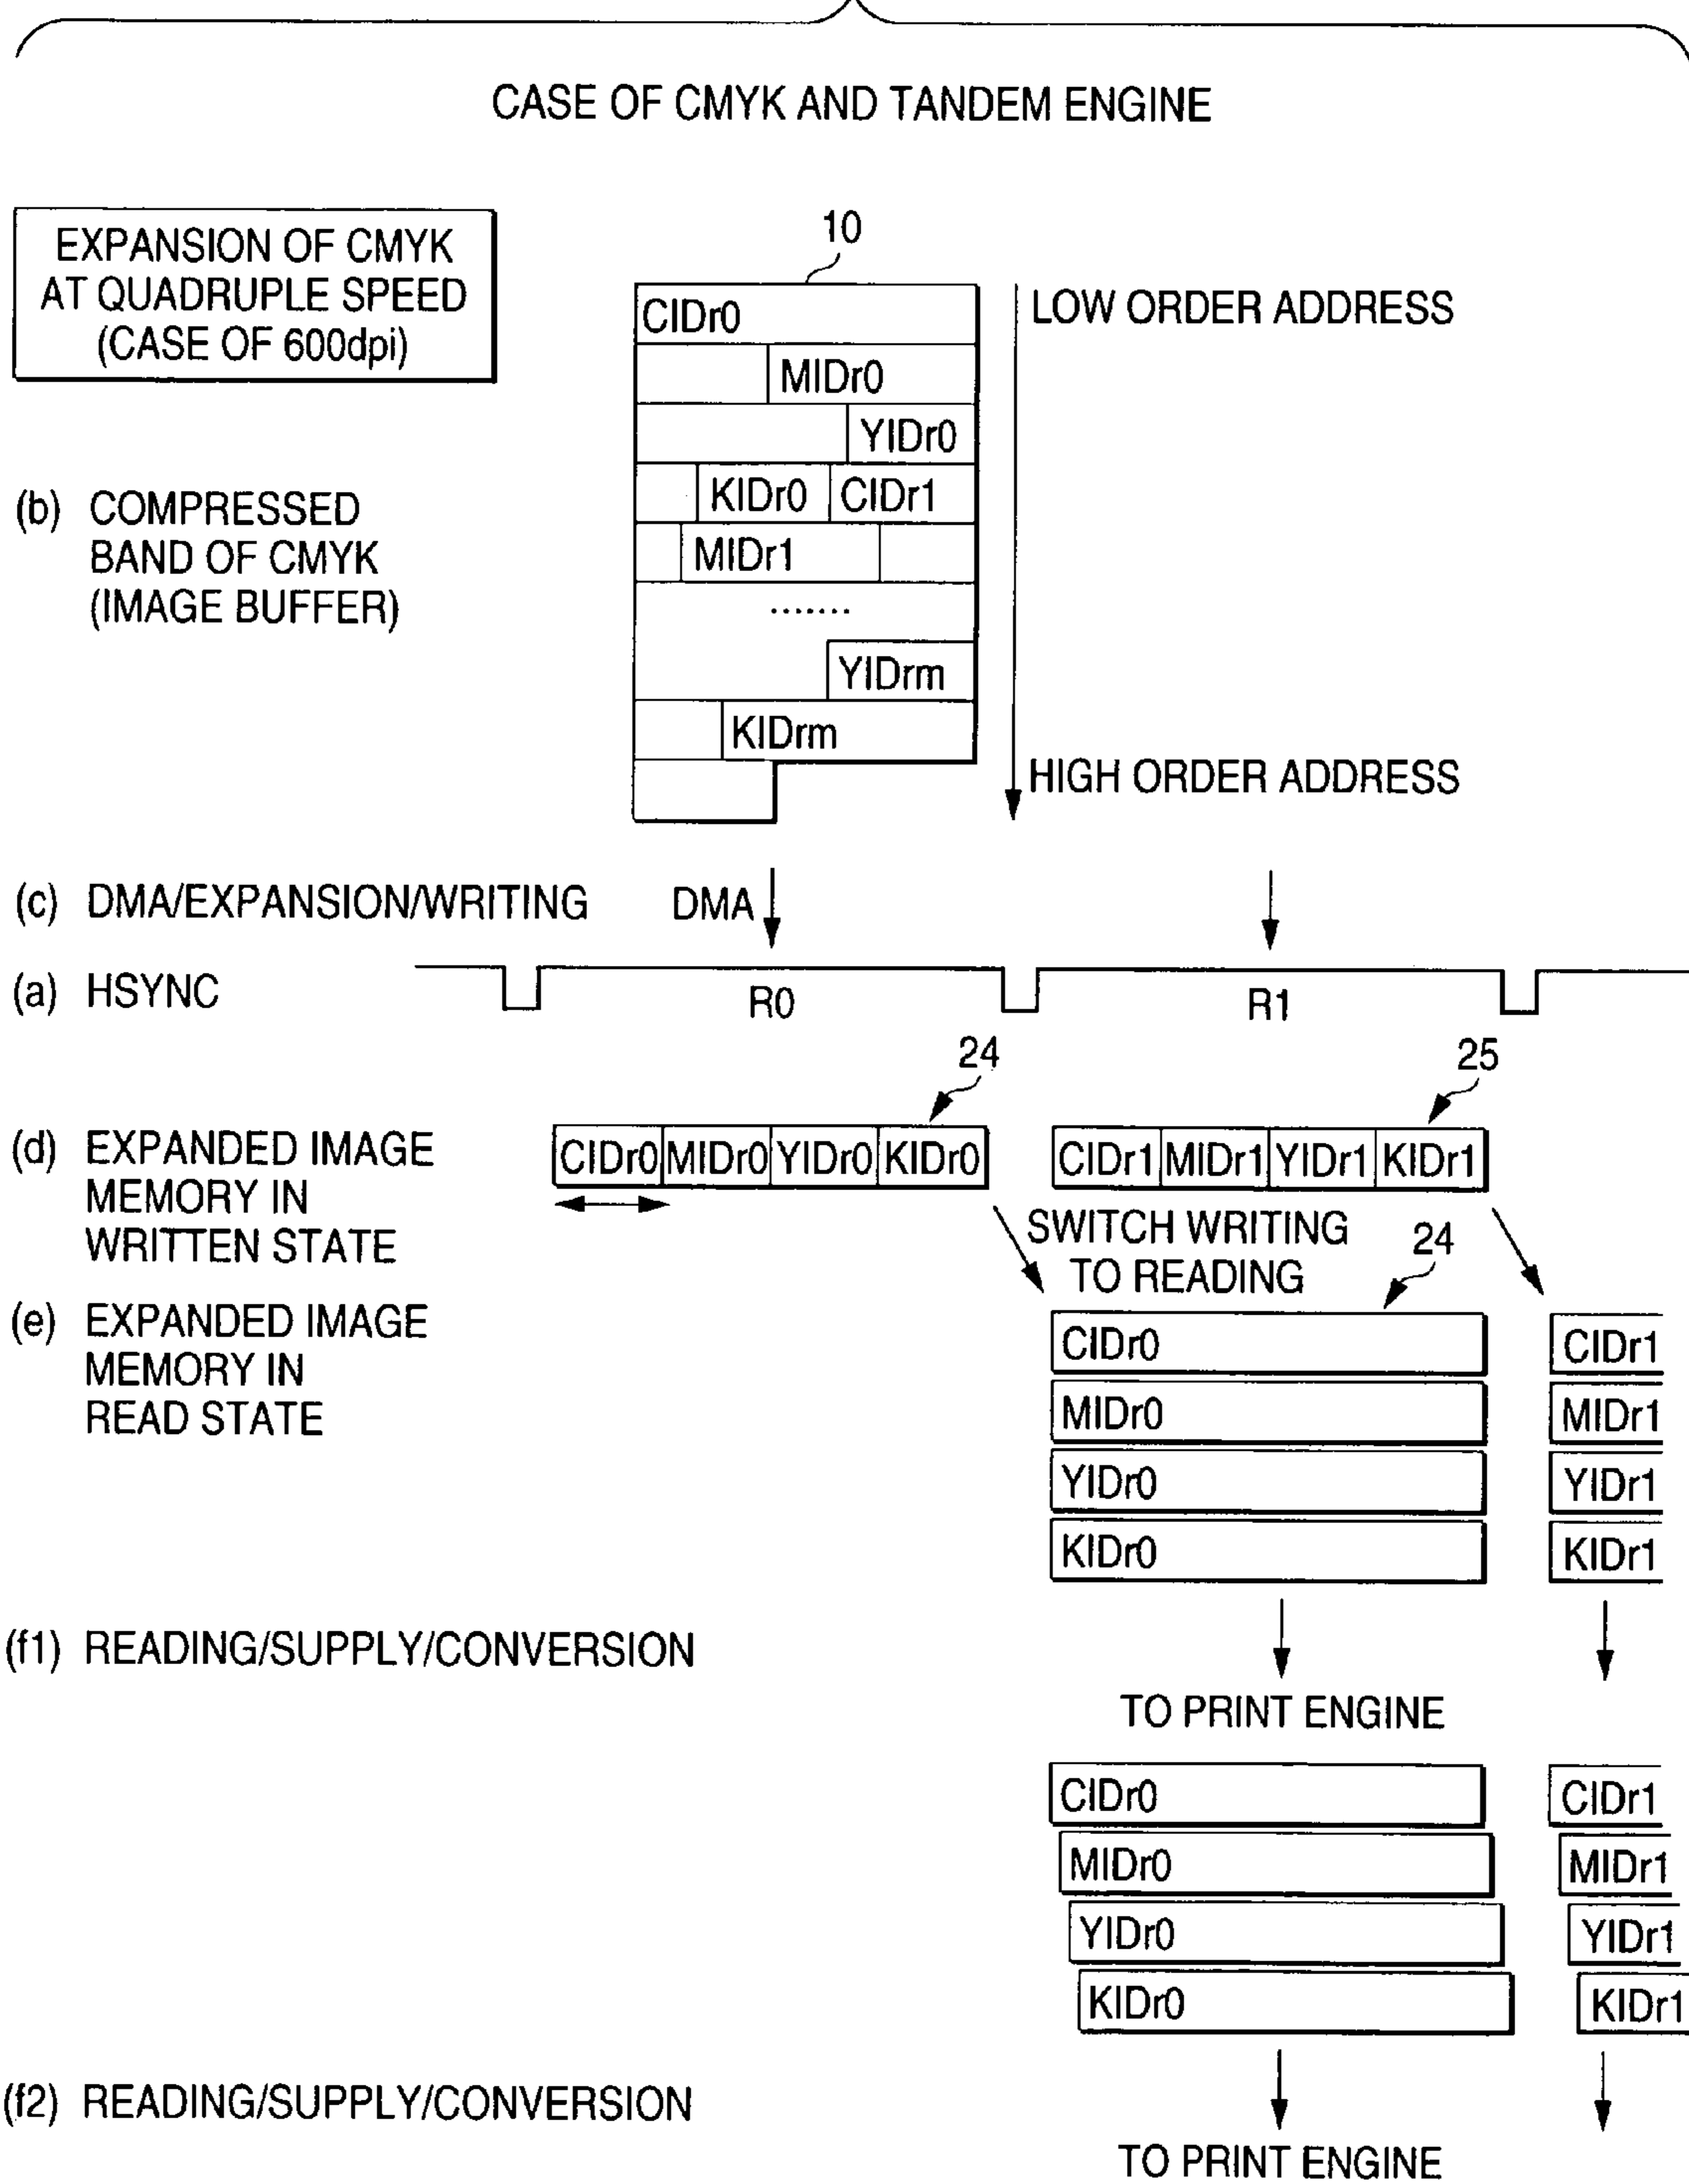 CASE OF CMYK AND TANDEM ENGINE
EXPANSION OF CMYK
AT QUADRUPLE SPEED
(CASE OF 600dpi)
10
CIDr0
LOW ORDER ADDRESS
MIDr0
YIDr0
(b) COMPRESSED
BAND OF CMYK
(IMAGE BUFFER)
KIDr0 CIDr1
MIDr1
.......
YIDrm
KIDrm
HIGH ORDER ADDRESS
(c) DMA/EXPANSION/WRITING DMA
(a) HSYNC R0 R1
24 25
(d) EXPANDED IMAGE
MEMORY IN
WRITTEN STATE
CIDr0 MIDr0 YIDr0 KIDr0 CIDr1 MIDr1 YIDr1 KIDr1
SWITCH WRITING
TO READING
24
(e) EXPANDED IMAGE
MEMORY IN
READ STATE
CIDr0 CIDr1
MIDr0 MIDr1
YIDr0 YIDr1
KIDr0 KIDr1
(f1) READING/SUPPLY/CONVERSION
TO PRINT ENGINE
CIDr0 CIDr1
MIDr0 MIDr1
YIDr0 YIDr1
KIDr0 KIDr1
(f2) READING/SUPPLY/CONVERSION
TO PRINT ENGINE